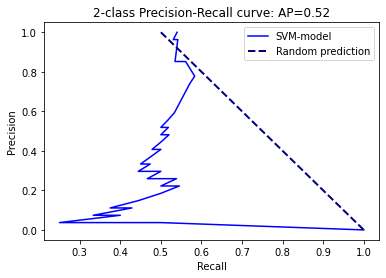 2-class Precision-Recall curve: AP=0.52
SVM-model
Random prediction
Precision
1.0
0.8
0.6
0.4
0.2
0.0
0.3 0.4 0.5 0.6 0.7 0.8 0.9 1.0
Recall